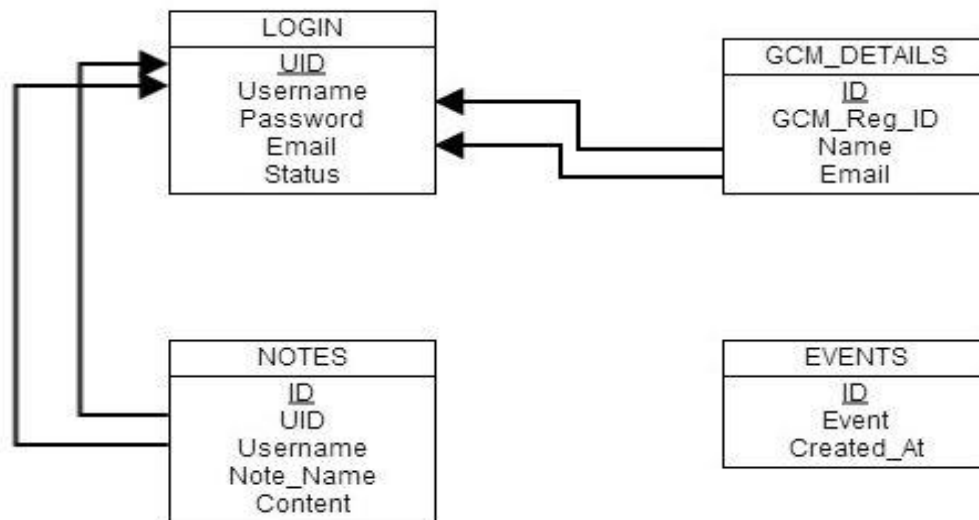 LOGIN
UID
Username
Password
Email
Status
GCM_DETAILS
ID
GCM_Reg_ID
Name
Email
NOTES
ID
UID
Username
Note_Name
Content
EVENTS
ID
Event
Created_At